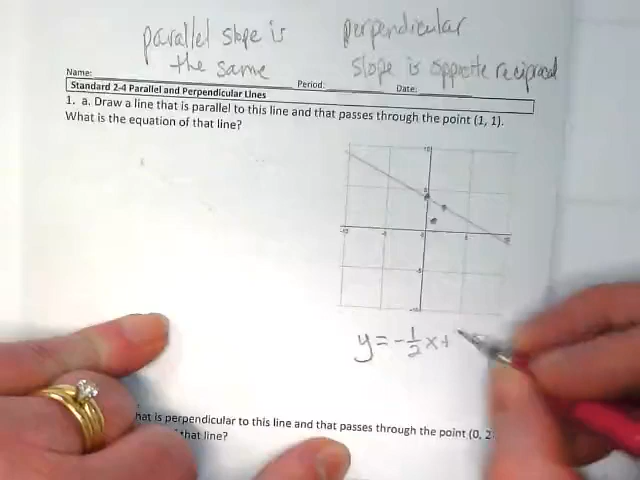 parallel slope is
the same
perpendicular
slope is opposite reciprocal
Name: Period: Date:
Standard 2-4 Parallel and Perpendicular Lines
1. a. Draw a line that is parallel to this line and that passes through the point (1, 1).
What is the equation of that line?
y = -1/2 x +
hat is perpendicular to this line and that passes through the point (0, 2
that line?